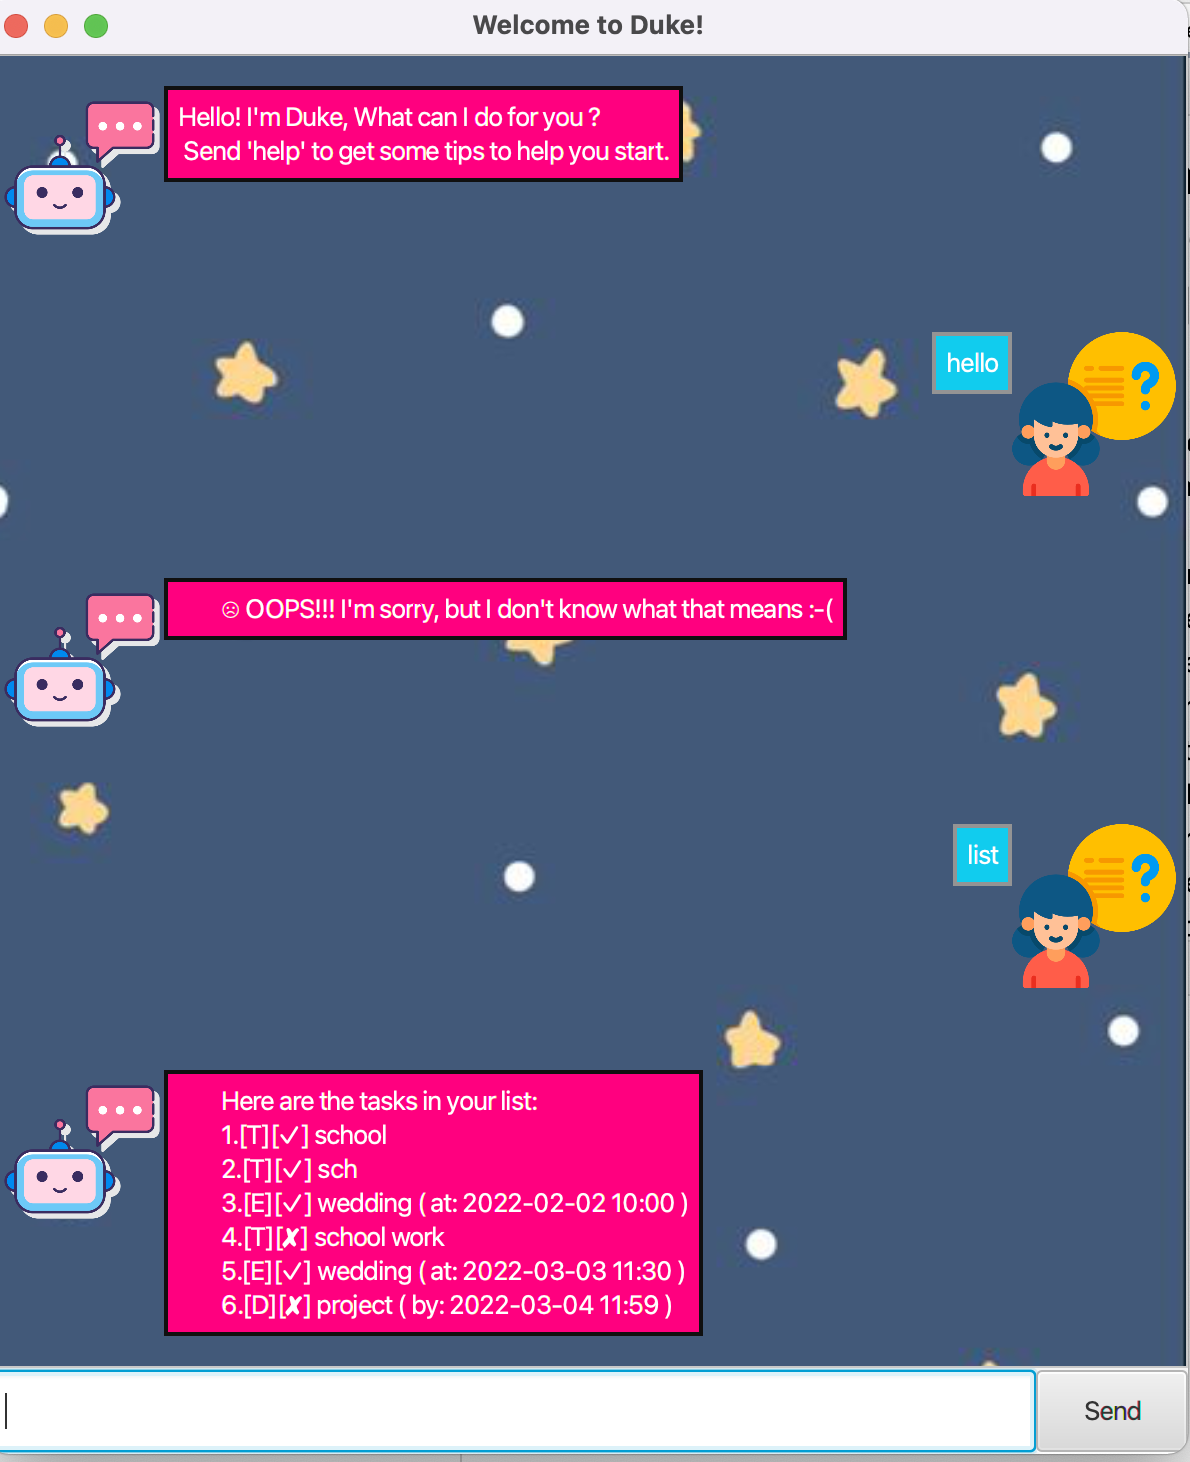 Welcome to Duke!
Hello! I'm Duke, What can I do for you ?
Send 'help' to get some tips to help you start.
hello
☹ OOPS!!! I'm sorry, but I don't know what that means :-(
list
Here are the tasks in your list:
1.[T][✓] school
2.[T][✓] sch
3.[E][✓] wedding ( at: 2022-02-02 10:00 )
4.[T][✘] school work
5.[E][✓] wedding ( at: 2022-03-03 11:30 )
6.[D][✘] project ( by: 2022-03-04 11:59 )
Send